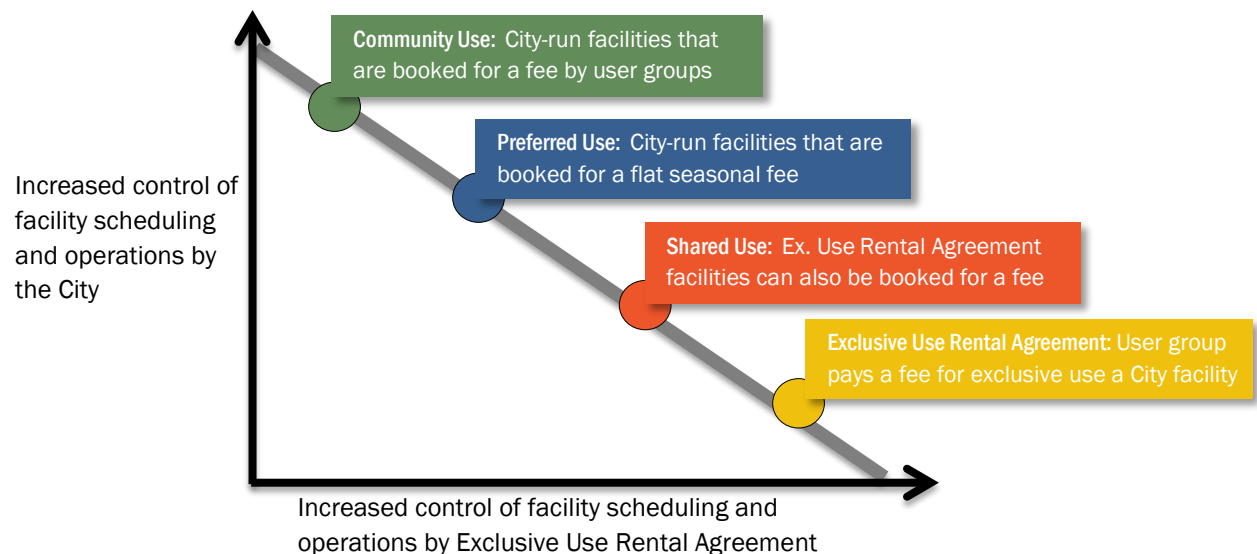 Community Use: City-run facilities that
are booked for a fee by user groups
Preferred Use: City-run facilities that are
booked for a flat seasonal fee
Increased control of
facility scheduling
and operations by
the City
Shared Use: Ex. Use Rental Agreement
facilities can also be booked for a fee
Exclusive Use Rental Agreement: User group
pays a fee for exclusive use a City facility
Increased control of facility scheduling and
operations by Exclusive Use Rental Agreement